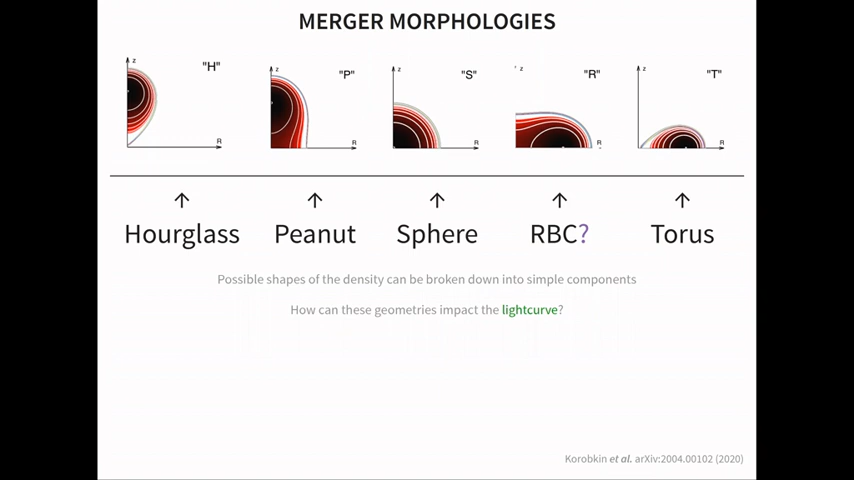 MERGER MORPHOLOGIES
z "H" R
z "P" R
z "S" R
z "R" R
z "T" R
↑ ↑ ↑ ↑ ↑
Hourglass Peanut Sphere RBC? Torus
Possible shapes of the density can be broken down into simple components
How can these geometries impact the lightcurve?
Korobkin et al. arXiv:2004.00102 (2020)